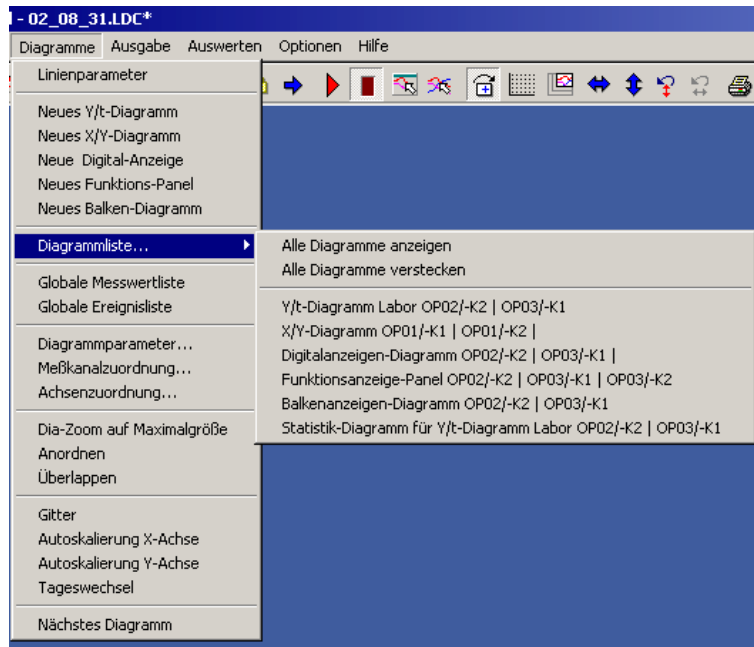 - 02_08_31.LDC*
Diagramme Ausgabe Auswerten Optionen Hilfe
Linienparameter
Neues Y/t-Diagramm
Neues X/Y-Diagramm
Neue Digital-Anzeige
Neues Funktions-Panel
Neues Balken-Diagramm
Diagrammliste...
Alle Diagramme anzeigen
Alle Diagramme verstecken
Y/t-Diagramm Labor OP02/-K2 | OP03/-K1
X/Y-Diagramm OP01/-K1 | OP01/-K2 |
Digitalanzeigen-Diagramm OP02/-K2 | OP03/-K1 |
Funktionsanzeige-Panel OP02/-K2 | OP03/-K1 | OP03/-K2
Balkenanzeigen-Diagramm OP02/-K2 | OP03/-K1
Statistik-Diagramm für Y/t-Diagramm Labor OP02/-K2 | OP03/-K1
Globale Messwertliste
Globale Ereignisliste
Diagrammparameter...
Meßkanalzuordnung...
Achsenzuordnung...
Dia-Zoom auf Maximalgröße
Anordnen
Überlappen
Gitter
Autoskalierung X-Achse
Autoskalierung Y-Achse
Tageswechsel
Nächstes Diagramm